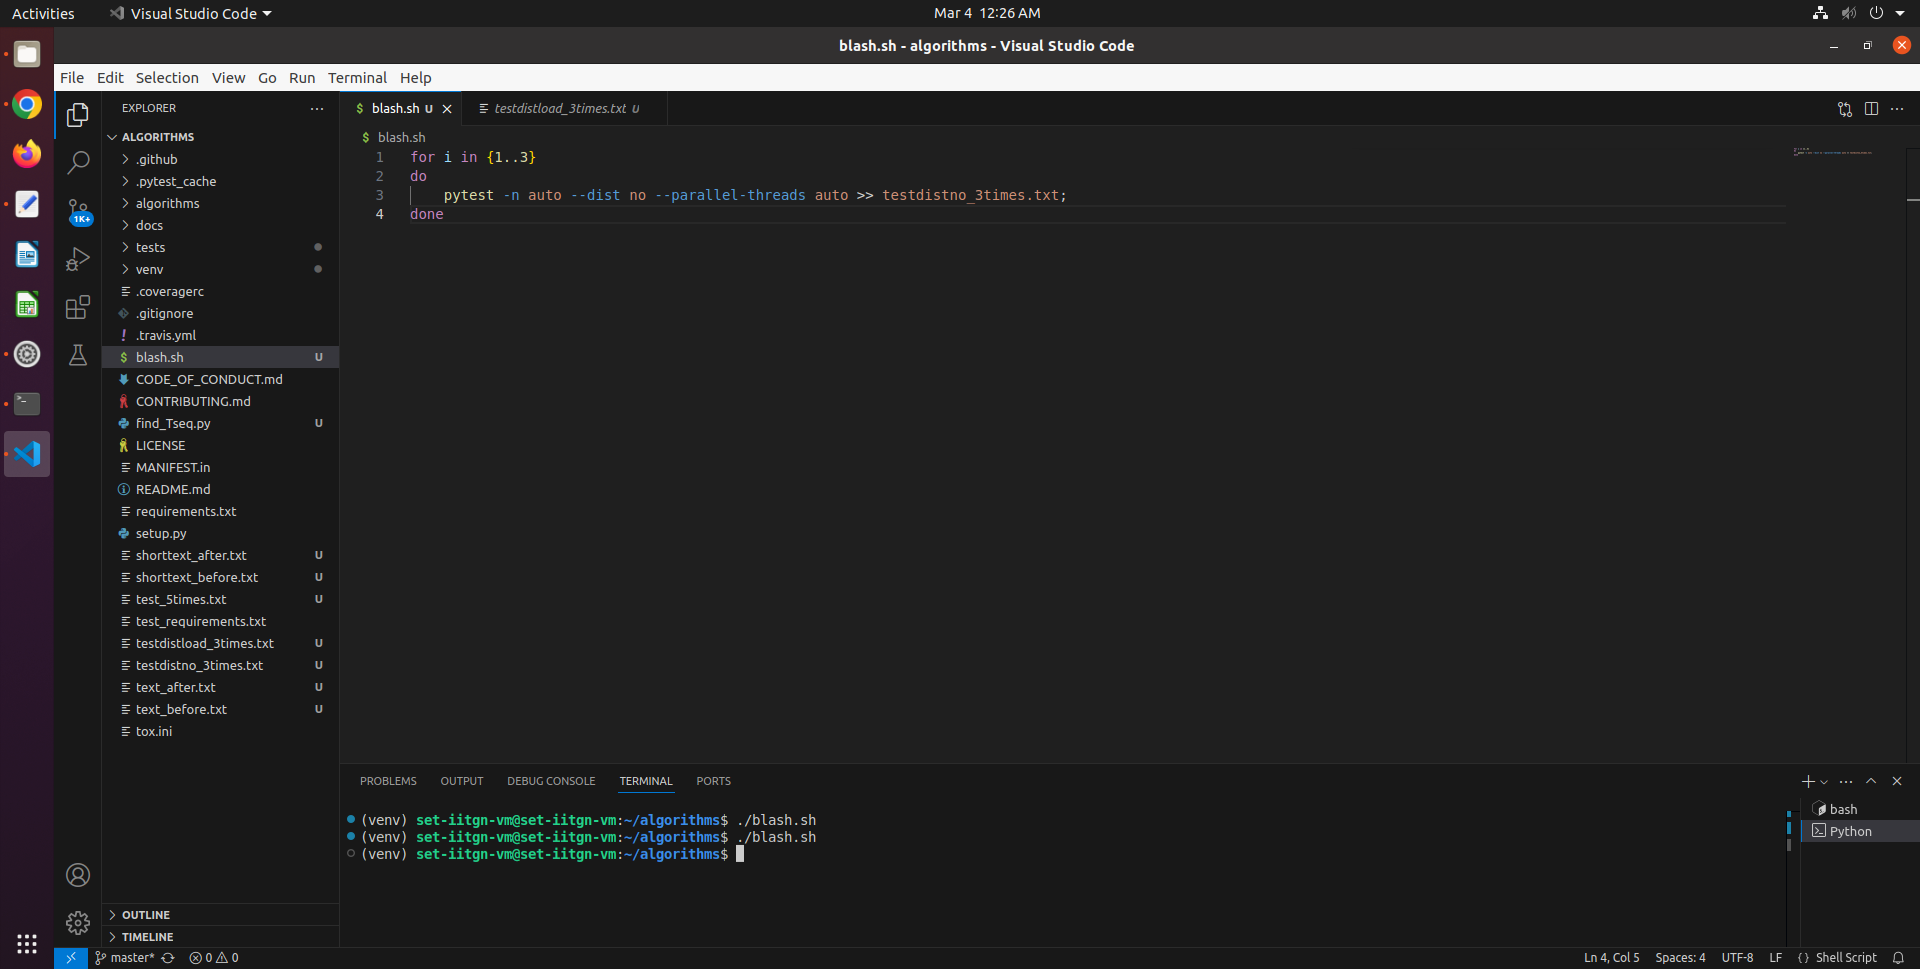 Activities
Visual Studio Code
Mar 4 12:26 AM
blash.sh - algorithms - Visual Studio Code
File Edit Selection View Go Run Terminal Help
EXPLORER
ALGORITHMS
.github
.pytest_cache
algorithms
docs
tests
venv
.coveragerc
.gitignore
.travis.yml
blash.sh U
CODE_OF_CONDUCT.md
CONTRIBUTING.md
find_Tseq.py U
LICENSE
MANIFEST.in
README.md
requirements.txt
setup.py
shorttext_after.txt U
shorttext_before.txt U
test_5times.txt U
test_requirements.txt
testdistload_3times.txt U
testdistno_3times.txt U
text_after.txt U
text_before.txt U
tox.ini
OUTLINE
TIMELINE
1K+
blash.sh U
testdistload_3times.txt U
blash.sh
1 for i in {1..3}
2 do
3 pytest -n auto --dist no --parallel-threads auto >> testdistno_3times.txt;
4 done
PROBLEMS OUTPUT DEBUG CONSOLE TERMINAL PORTS
(venv) set-iitgn-vm@set-iitgn-vm:~/algorithms$ ./blash.sh
(venv) set-iitgn-vm@set-iitgn-vm:~/algorithms$ ./blash.sh
(venv) set-iitgn-vm@set-iitgn-vm:~/algorithms$
bash
Python
master* 0 0
Ln 4, Col 5 Spaces: 4 UTF-8 LF {} Shell Script